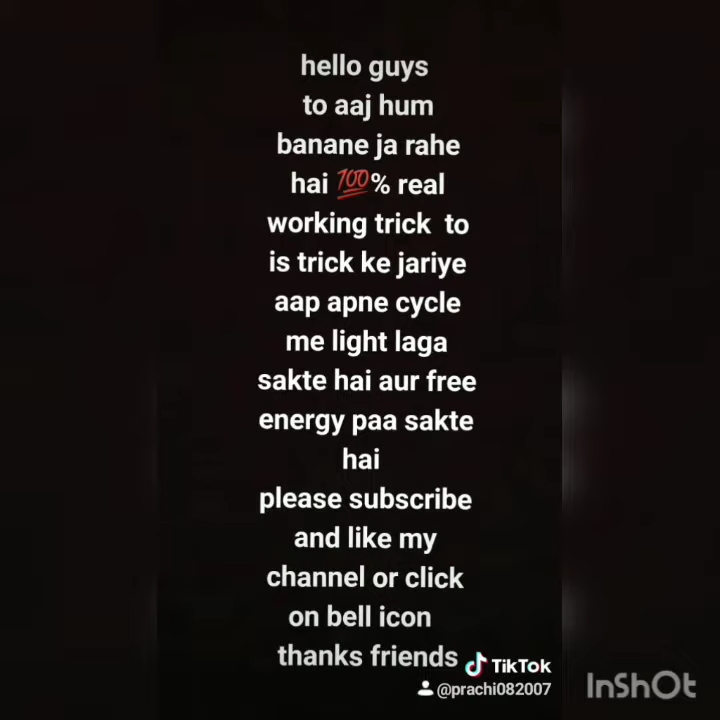 hello guys
to aaj hum
banane ja rahe
hai 💯% real
working trick to
is trick ke jariye
aap apne cycle
me light laga
sakte hai aur free
energy paa sakte
hai
please subscribe
and like my
channel or click
on bell icon
thanks friends
TikTok
@prachi082007
InShOt